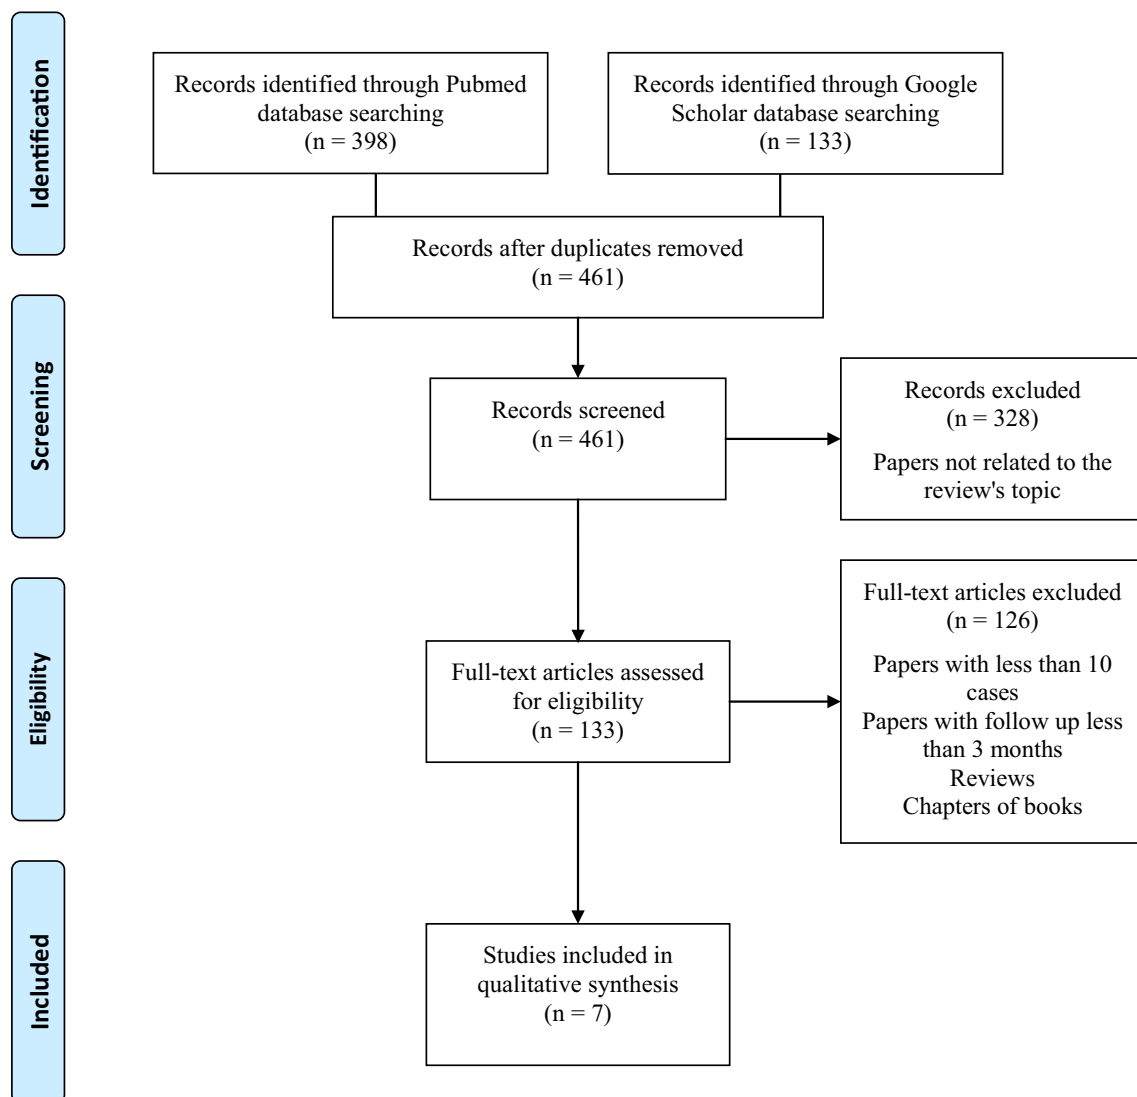 Identification
Records identified through Pubmed
database searching
(n = 398)
Records identified through Google
Scholar database searching
(n = 133)
Records after duplicates removed
(n = 461)
Screening
Records screened
(n = 461)
Records excluded
(n = 328)
Papers not related to the
review's topic
Eligibility
Full-text articles assessed
for eligibility
(n = 133)
Full-text articles excluded
(n = 126)
Papers with less than 10
cases
Papers with follow up less
than 3 months
Reviews
Chapters of books
Included
Studies included in
qualitative synthesis
(n = 7)